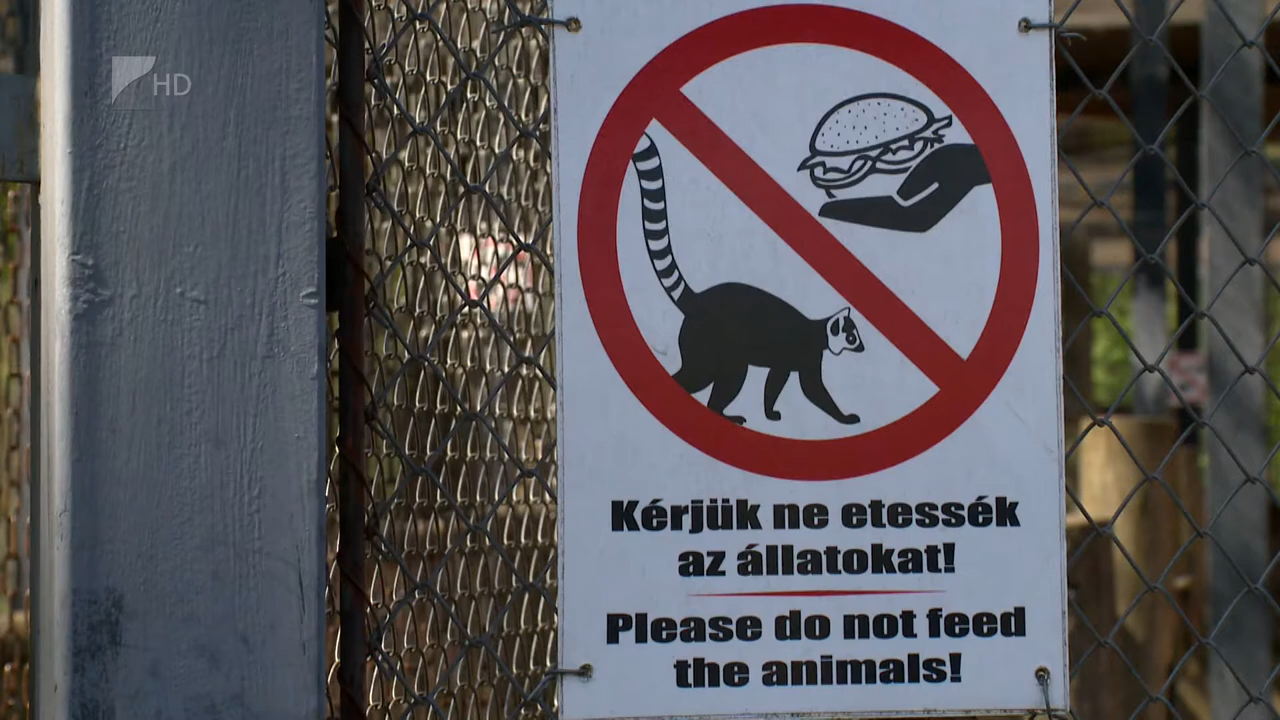 HD
Kérjük ne etessék
az állatokat!
Please do not feed
the animals!